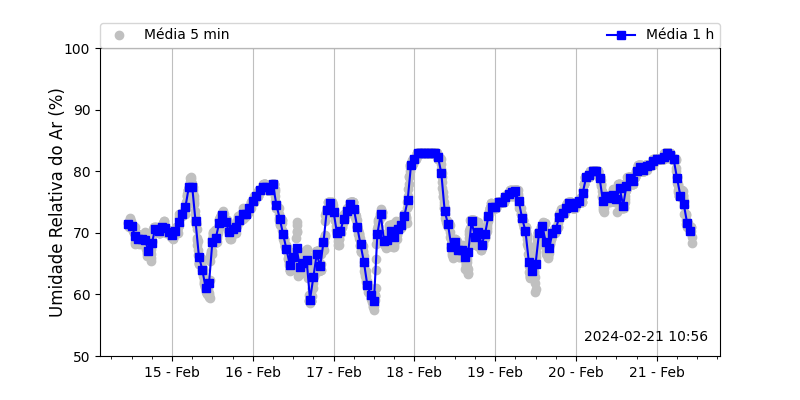 Média 5 min
Média 1 h
100
90
80
70
60
50
Umidade Relativa do Ar (%)
2024-02-21 10:56
15 - Feb
16 - Feb
17 - Feb
18 - Feb
19 - Feb
20 - Feb
21 - Feb